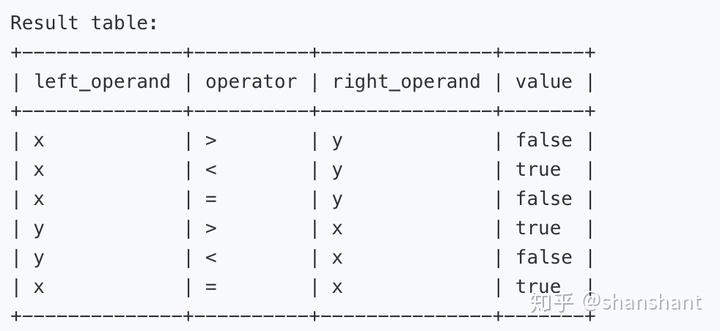 Result table:
+--------------+----------+---------------+-------+
| left_operand | operator | right_operand | value |
+--------------+----------+---------------+-------+
| x            | >        | y             | false |
| x            | <        | y             | true  |
| x            | =        | y             | false |
| y            | >        | x             | true  |
| y            | <        | x             | false |
| x            | =        | x             | true  |
+--------------+----------+---------------+-------+
知乎 @shanshant